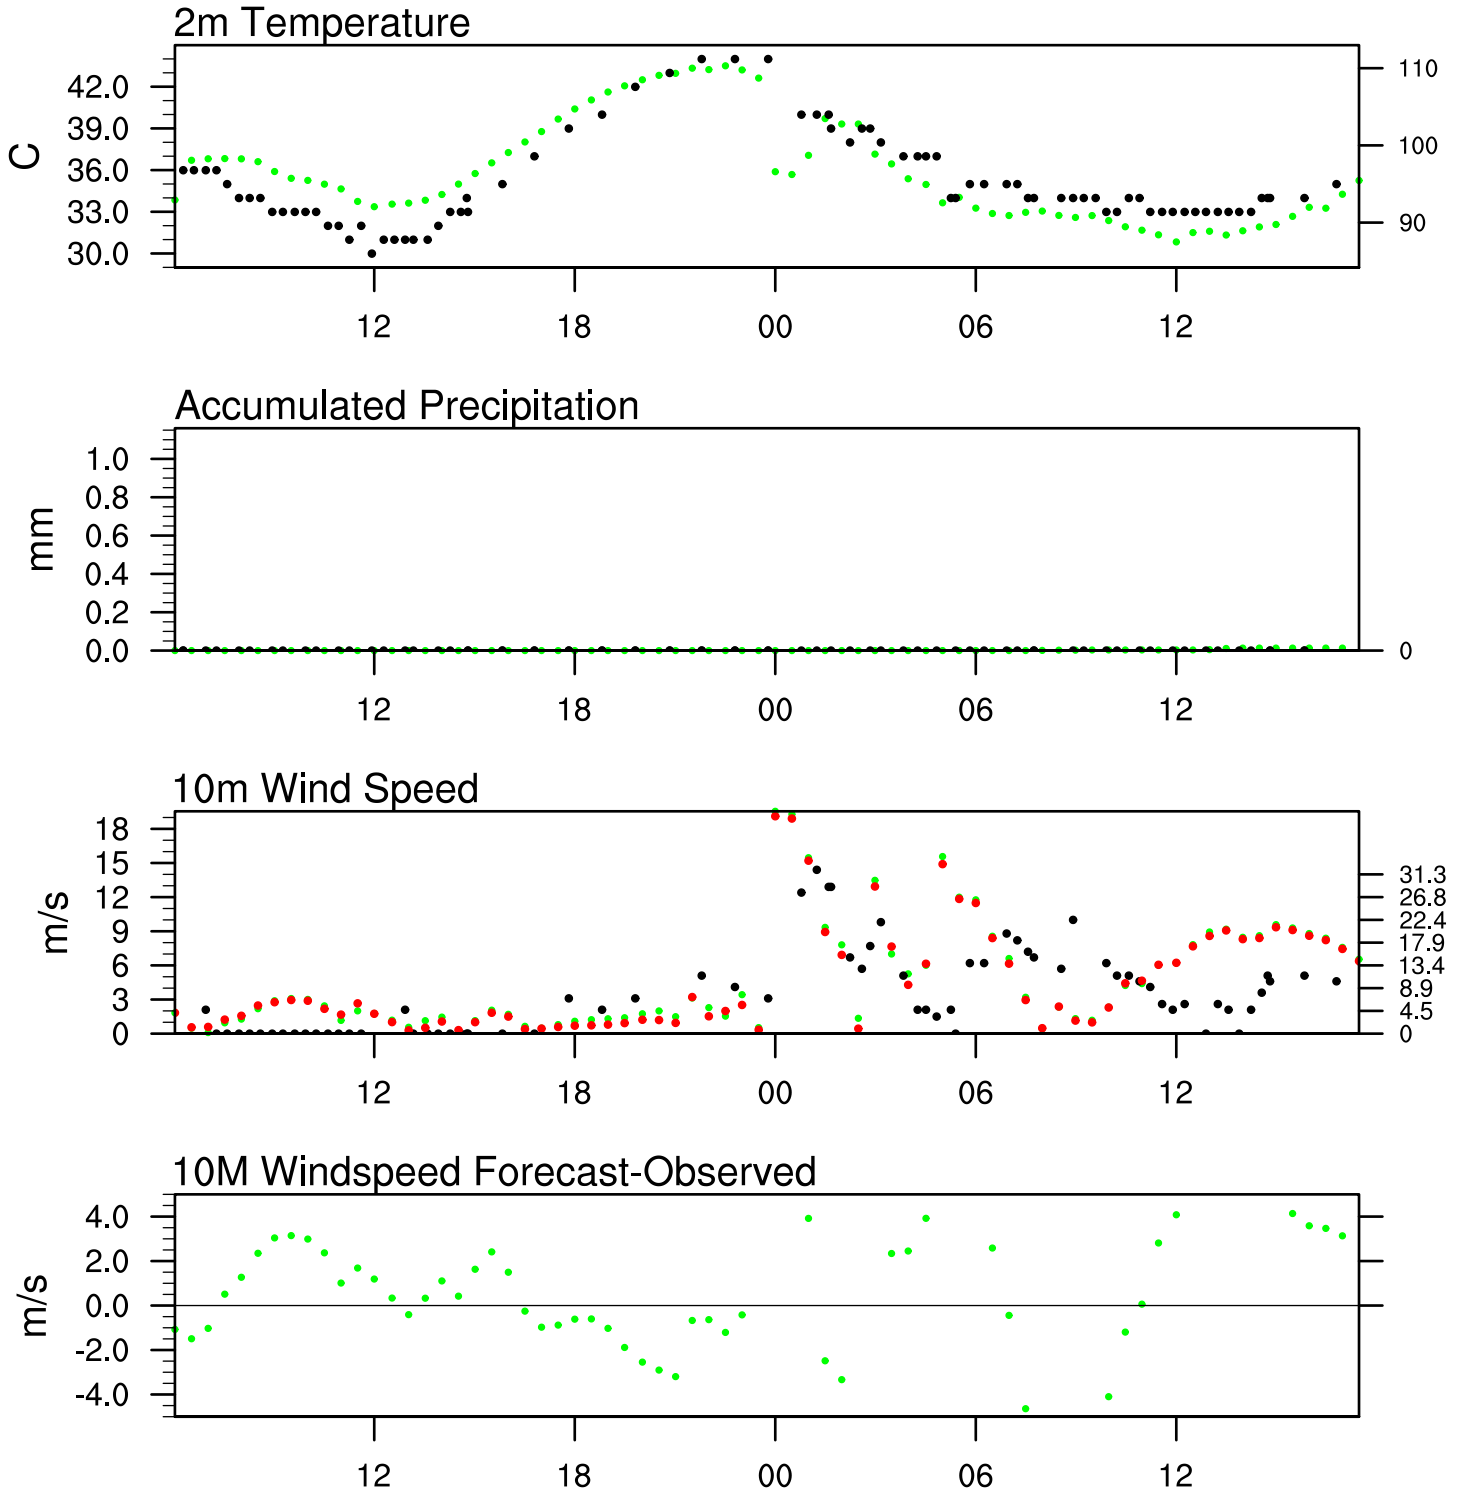 2m Temperature
C
42.0
39.0
36.0
33.0
30.0
110
100
90
12 18 00 06 12
Accumulated Precipitation
mm
1.0
0.8
0.6
0.4
0.2
0.0
0
12 18 00 06 12
10m Wind Speed
m/s
18
15
12
9
6
3
0
31.3
26.8
22.4
17.9
13.4
8.9
4.5
0
12 18 00 06 12
10M Windspeed Forecast-Observed
m/s
4.0
2.0
0.0
-2.0
-4.0
12 18 00 06 12